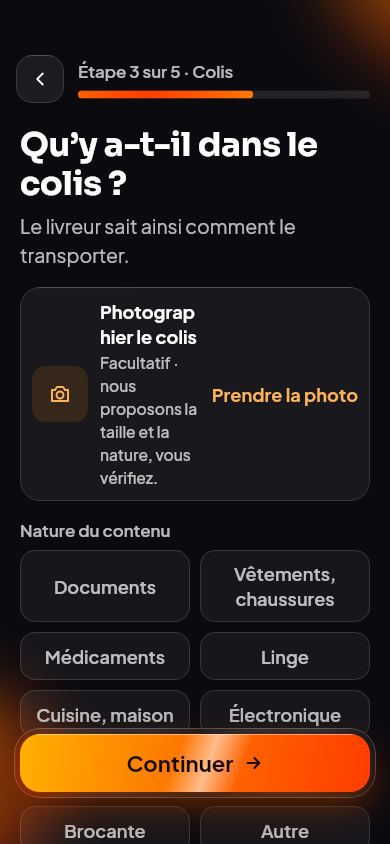 Étape 3 sur 5 · Colis
Qu’y a-t-il dans le
colis ?
Le livreur sait ainsi comment le
transporter.
Photograp
hier le colis
Facultatif ·
nous
proposons la
taille et la
nature, vous
vérifiez.
Prendre la photo
Nature du contenu
Documents
Vêtements,
chaussures
Médicaments
Linge
Cuisine, maison
Électronique
Continuer →
Brocante
Autre